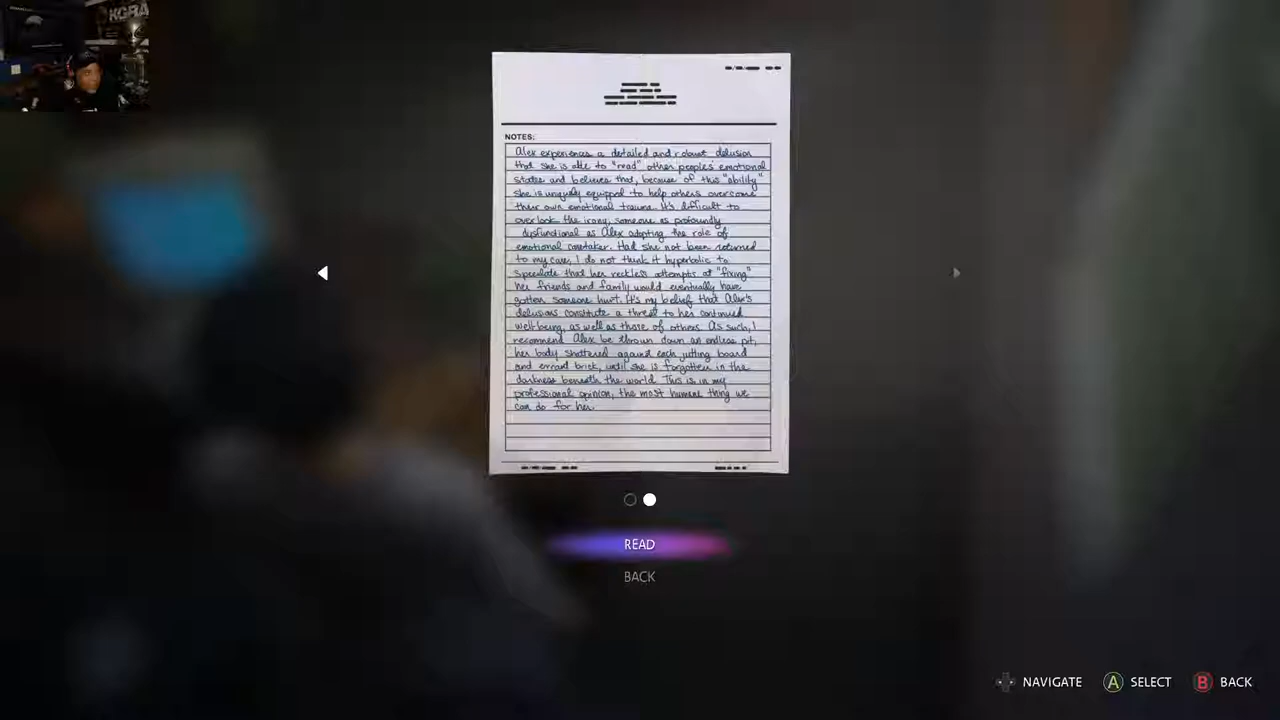 KGRA
NOTES:
Alex experiences a detailed and robust delusion
that she is able to "read" other peoples' emotional
states and believes that, because of this "ability"
she is uniquely equipped to help others overcome
their own emotional trauma. It's difficult to
overlook the irony, someone as profoundly
dysfunctional as Alex adopting the role of
emotional caretaker. Had she not been returned
to my care, I do not think it hyperbolic to
speculate that her reckless attempts at "fixing"
her friends and family would eventually have
gotten someone hurt. It's my belief that Alex's
delusions constitute a threat to her continued
well-being, as well as those of others. As such, I
recommend Alex be thrown down an endless pit,
her body shattered against each jutting board
and errant brick, until she is forgotten in the
darkness beneath the world. This is in my
professional opinion, the most humane thing we
can do for her.
READ
BACK
NAVIGATE
A SELECT
B BACK